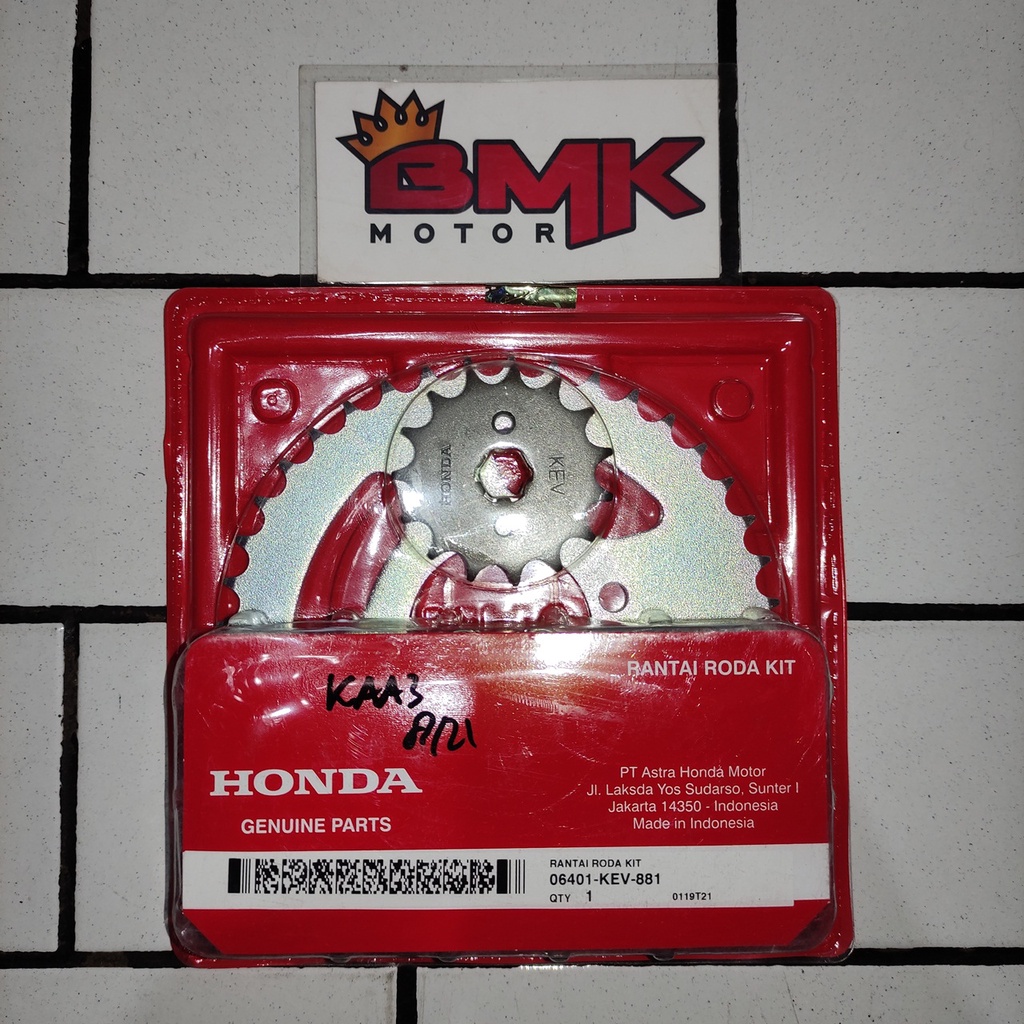 BMK
MOTOR
HONDA
KEV
RANTAI RODA KIT
KAA3
8/21
HONDA
GENUINE PARTS
PT Astra Honda Motor
Jl. Laksda Yos Sudarso, Sunter I
Jakarta 14350 - Indonesia
Made in Indonesia
RANTAI RODA KIT
06401-KEV-881
QTY 1
0119T21